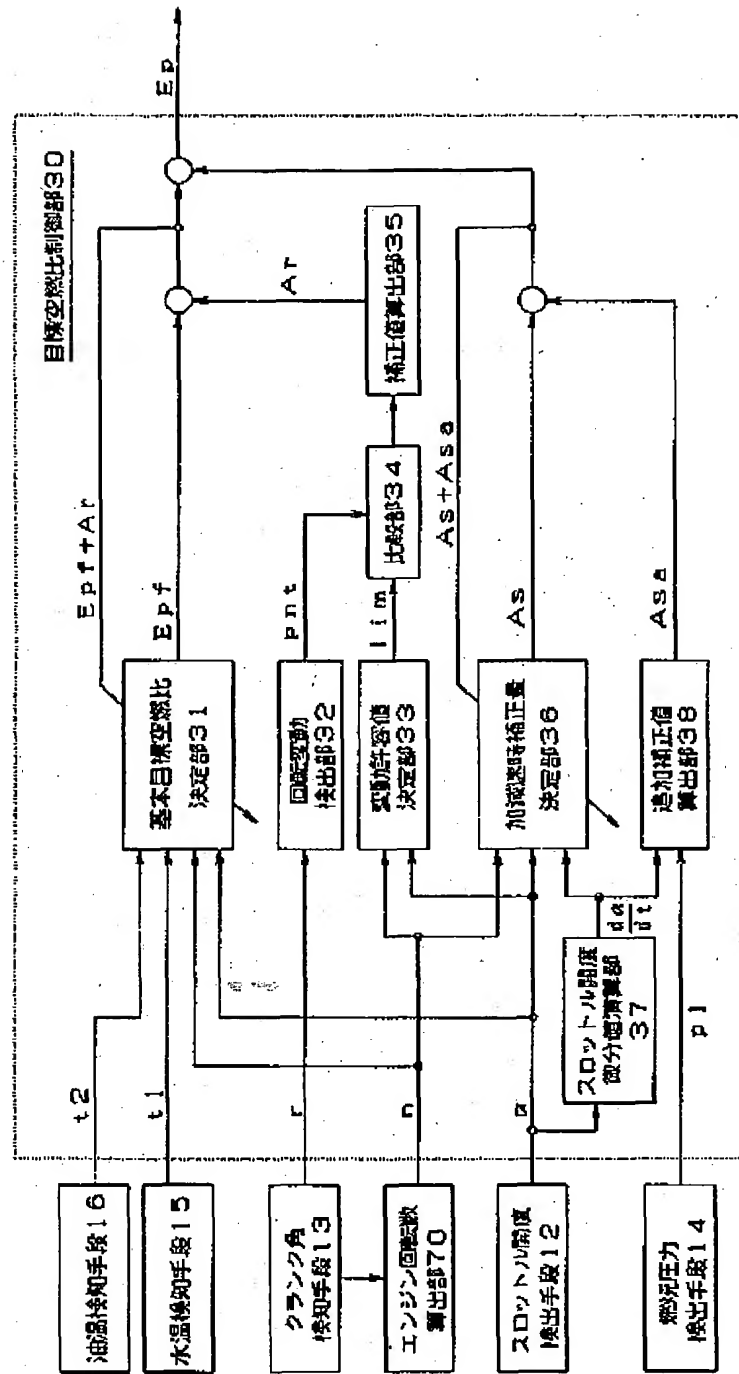 目標空燃比制御部30
油温検知手段16
水温検知手段15
クランク角
検知手段13
エンジン回転数
算出部70
スロットル開度
検出手段12
燃焼圧力
検出手段14
t2
t1
r
n
α
p1
基本目標空燃比
決定部31
回転変動
検出部32
変動許容値
決定部33
加減速時補正量
決定部36
スロットル開度
微分値演算部
37
dα
dt
追加補正値
算出部38
Epf+Ar
Epf
pnt
lim
比較部34
補正値算出部35
Ar
As+Asa
As
Asa
Ep